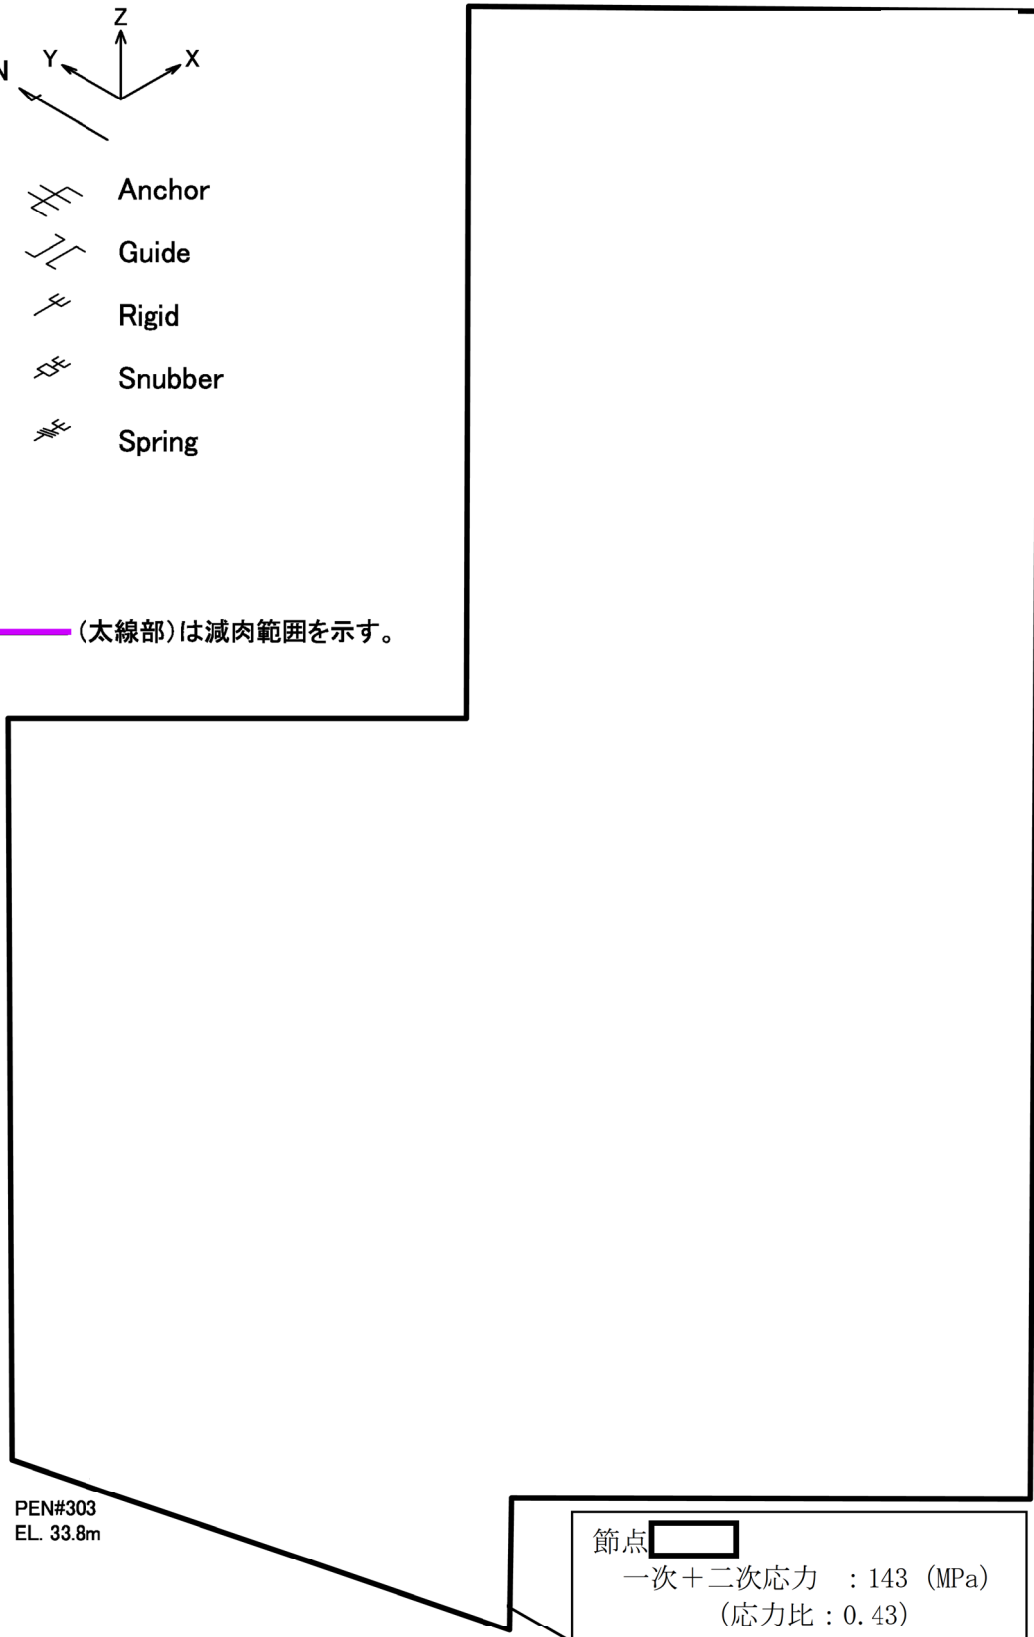 Z
Y
X
N
Anchor
Guide
Rigid
Snubber
Spring
(太線部)は減肉範囲を示す。
PEN#303
EL. 33.8m
節点
一次+二次応力 : 143 (MPa)
(応力比:0.43)